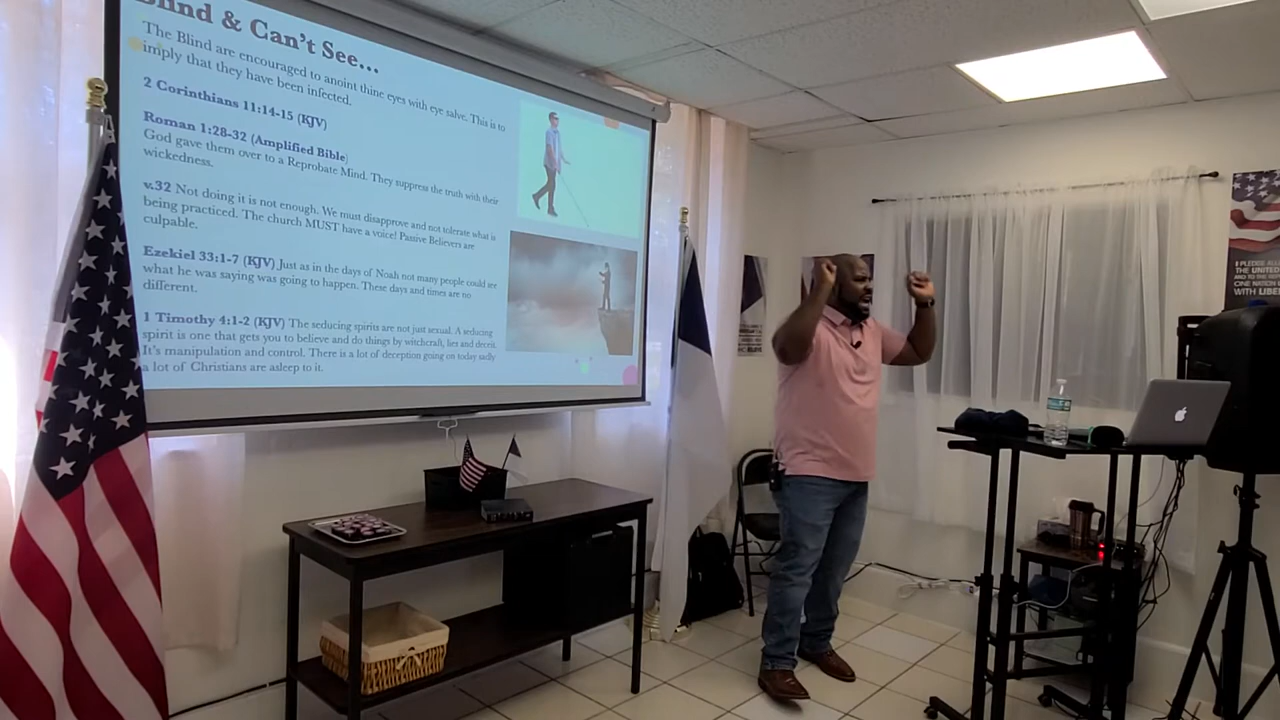 Blind & Can't See...
The Blind are encouraged to anoint thine eyes with eye salve. This is to
imply that they have been infected.
2 Corinthians 11:14-15 (KJV)
Roman 1:28-32 (Amplified Bible)
God gave them over to a Reprobate Mind. They suppress the truth with their
wickedness.
v.32 Not doing it is not enough. We must disapprove and not tolerate what is
being practiced. The church MUST have a voice! Passive Believers are
culpable.
Ezekiel 33:1-7 (KJV) Just as in the days of Noah not many people could see
what he was saying was going to happen. These days and times are no
different.
1 Timothy 4:1-2 (KJV) The seducing spirits are not just sexual. A seducing
spirit is one that gets you to believe and do things by witchcraft, lies and deceit.
It's manipulation and control. There is a lot of deception going on today sadly
a lot of Christians are asleep to it.
I PLEDGE
THE UNITED
AND TO THE
ONE NATION
WITH LIBER